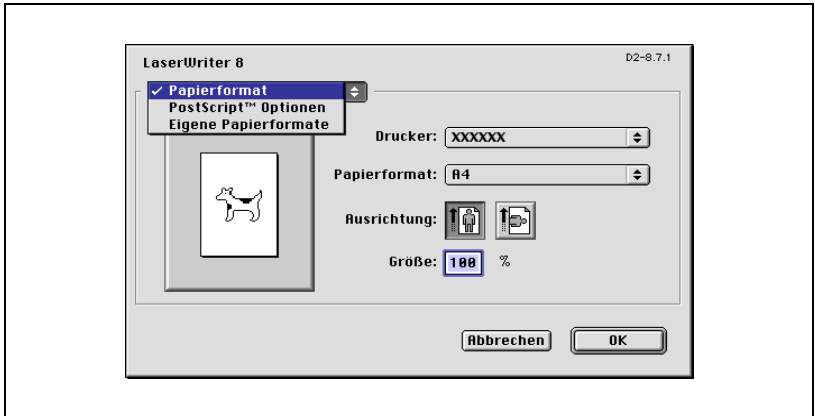 LaserWriter 8
D2-8.7.1
✓ Papierformat
PostScript™ Optionen
Eigene Papierformate
Drucker: XXXXXX
Papierformat: A4
Ausrichtung:
Größe: 100 %
Abbrechen
OK